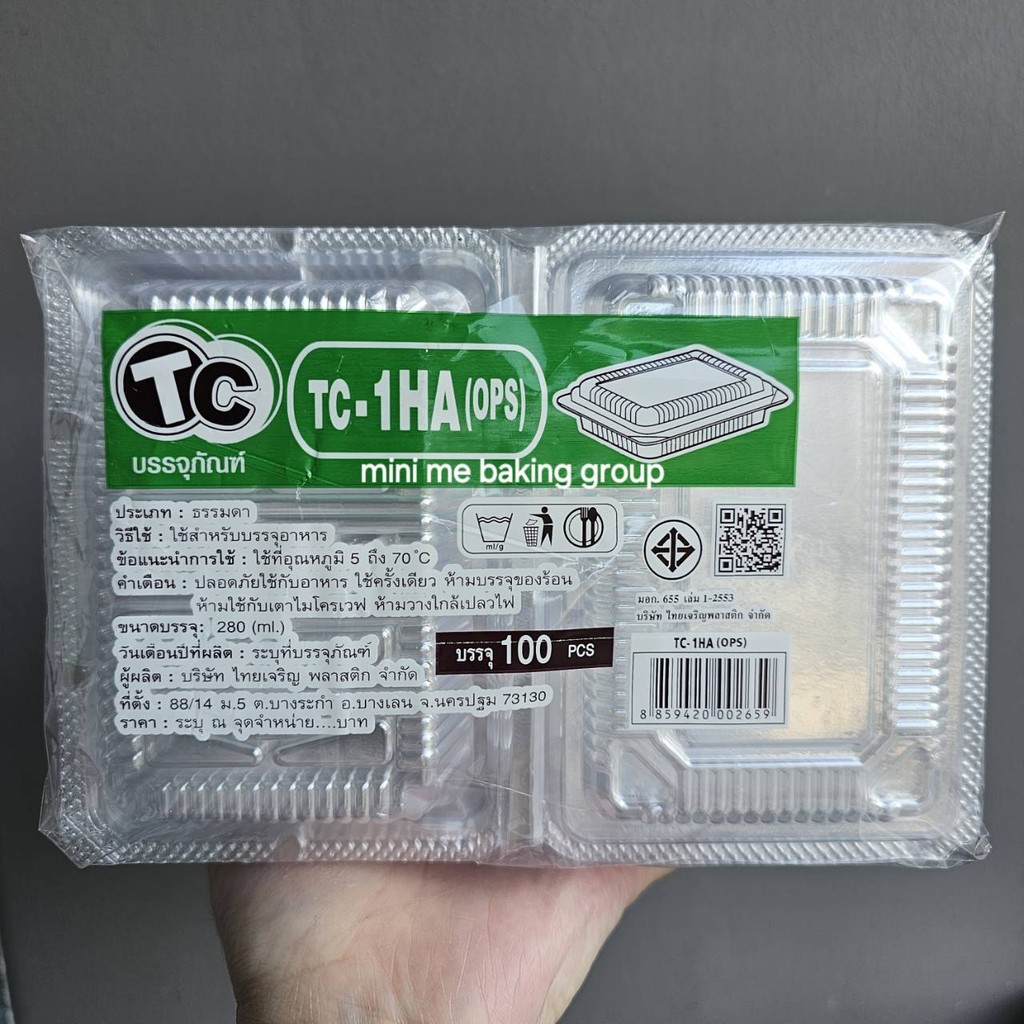 TC
บรรจุภัณฑ์
TC-1HA (OPS)
mini me baking group
ประเภท : ธรรมดา
วิธีใช้ : ใช้สำหรับบรรจุอาหาร
ข้อแนะนำการใช้ : ใช้ที่อุณหภูมิ 5 ถึง 70 °C
คำเตือน : ปลอดภัยใช้กับอาหาร ใช้ครั้งเดียว ห้ามบรรจุของร้อน
ห้ามใช้กับเตาไมโครเวฟ ห้ามวางใกล้เปลวไฟ
ขนาดบรรจุ: 280 (ml.)
วันเดือนปีที่ผลิต : ระบุที่บรรจุภัณฑ์
ผู้ผลิต : บริษัท ไทยเจริญ พลาสติก จำกัด
ที่ตั้ง : 88/14 ม.5 ต.บางระกำ อ.บางเลน จ.นครปฐม 73130
ราคา : ระบุ ณ จุดจำหน่าย....บาท
ml/g
บรรจุ 100 PCS
มอก. 655 เล่ม 1-2553
บริษัท ไทยเจริญพลาสติก จำกัด
TC-1HA (OPS)
8 859420 002659